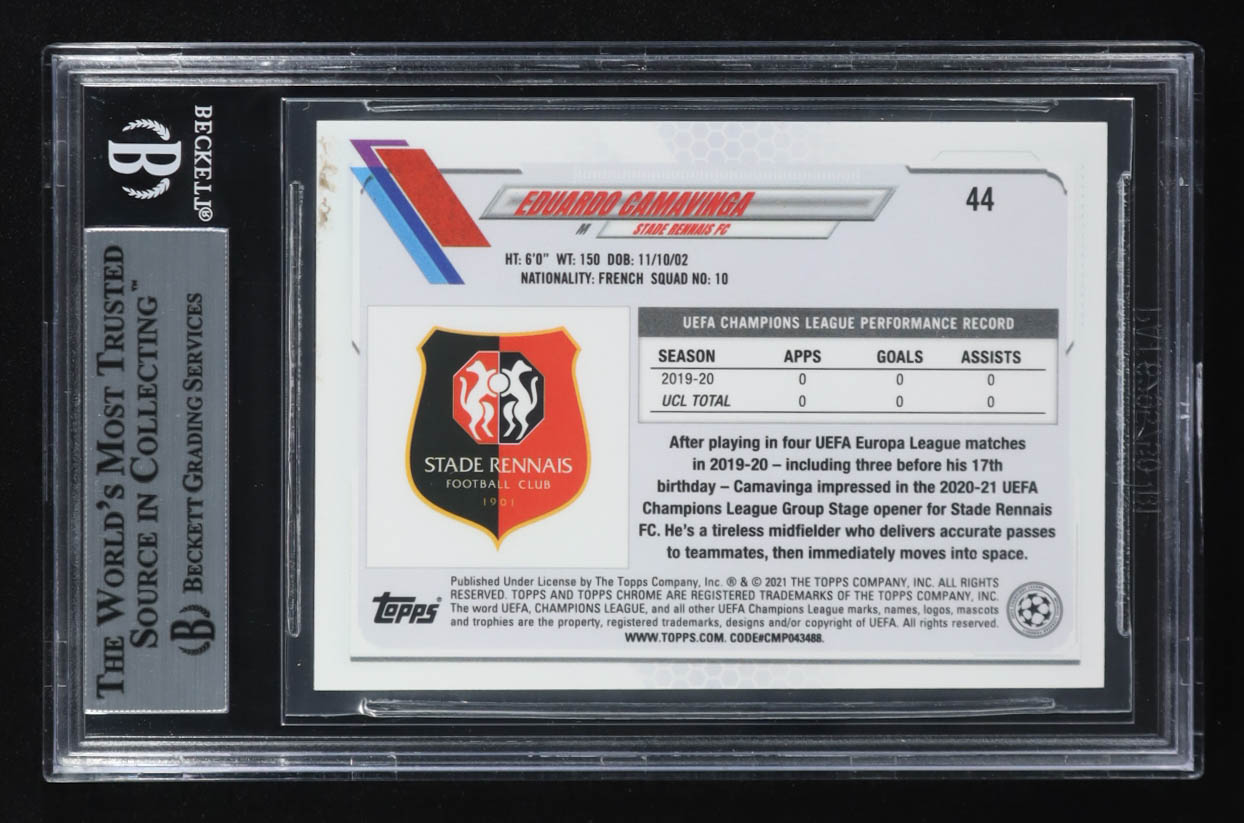 BECKETT®
B
THE WORLD'S MOST TRUSTED
SOURCE IN COLLECTING™
B BECKETT GRADING SERVICES
44
EDUARDO CAMAVINGA
M STADE RENNAIS FC
HT: 6'0" WT: 150 DOB: 11/10/02
NATIONALITY: FRENCH SQUAD NO: 10
STADE RENNAIS
FOOTBALL CLUB
1901
UEFA CHAMPIONS LEAGUE PERFORMANCE RECORD
SEASON APPS GOALS ASSISTS
2019-20 0 0 0
UCL TOTAL 0 0 0
After playing in four UEFA Europa League matches
in 2019-20 – including three before his 17th
birthday – Camavinga impressed in the 2020-21 UEFA
Champions League Group Stage opener for Stade Rennais
FC. He's a tireless midfielder who delivers accurate passes
to teammates, then immediately moves into space.
Topps®
Published Under License by The Topps Company, Inc. ® & © 2021 THE TOPPS COMPANY, INC. ALL RIGHTS
RESERVED. TOPPS AND TOPPS CHROME ARE REGISTERED TRADEMARKS OF THE TOPPS COMPANY, INC.
The word UEFA, CHAMPIONS LEAGUE, and all other UEFA Champions League marks, names, logos, mascots
and trophies are the property, registered trademarks, designs and/or copyright of UEFA. All rights reserved.
WWW.TOPPS.COM. CODE#CMP043488.